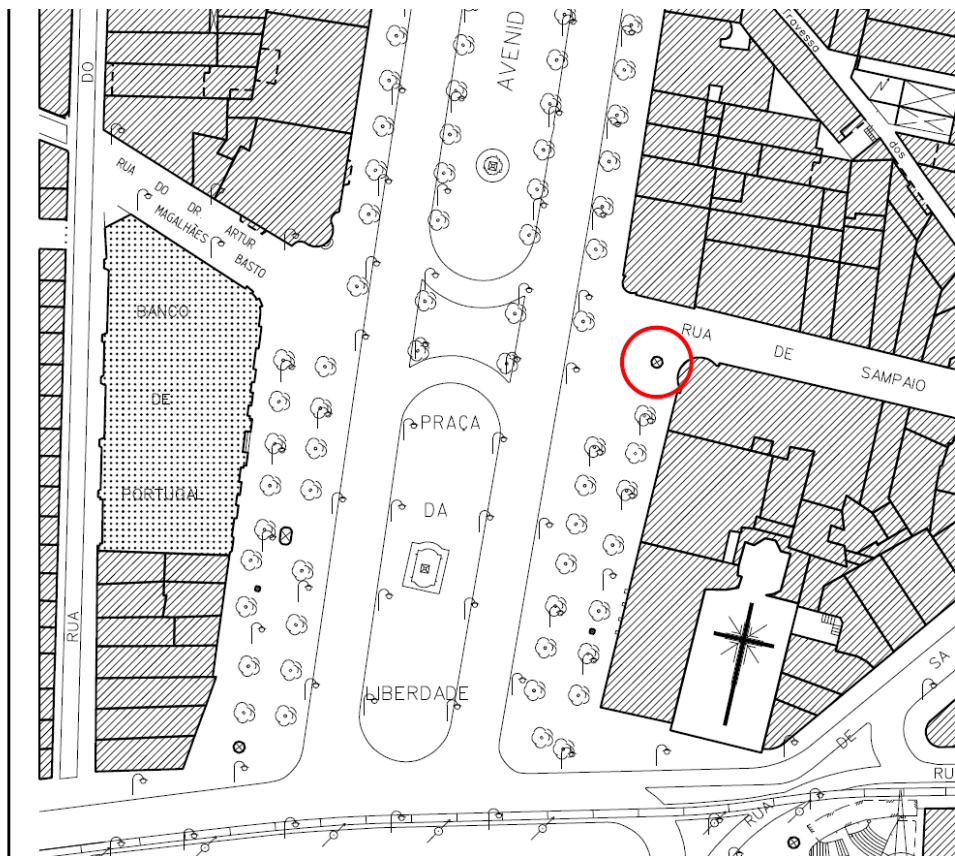 DO
AVENID
Travessa
dos
RUA DO DR. ARTUR
MAGALHÃES BASTO
BANCO
DE
PORTUGAL
RUA
RUA DE SAMPAIO
PRAÇA
DA
LIBERDADE
RUA
DE
SA
RU